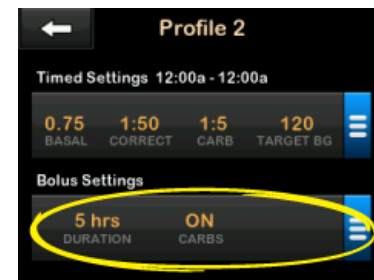 Profile 2
Timed Settings 12:00a - 12:00a
0.75 1:50 1:5 120
BASAL CORRECT CARB TARGET BG
Bolus Settings
5 hrs ON
DURATION CARBS